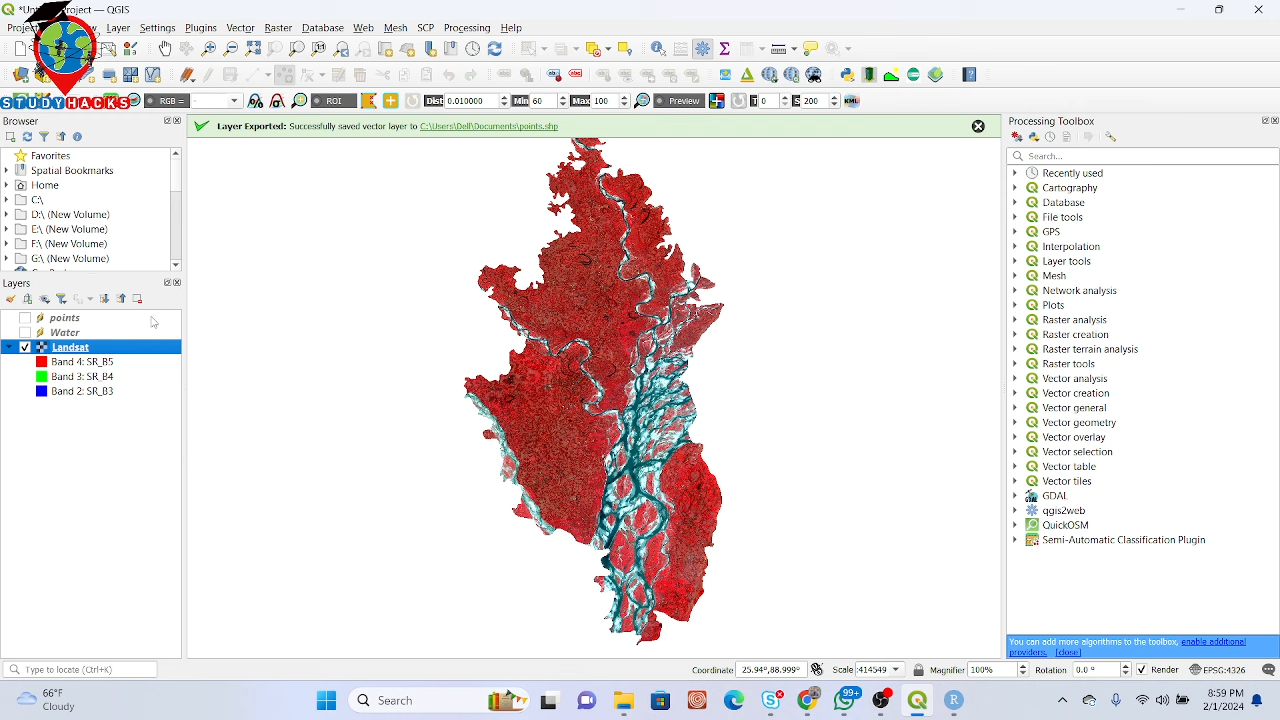 *Unt
ject — QGIS
Projec
Layer Settings Plugins Vector Raster Database Web Mesh SCP Processing Help
STUDYHACKS
RGB = - ROI Dist 0.010000 Min 60 Max 100 Preview T 0 S 200 KML
Browser
Favorites
Spatial Bookmarks
Home
C:\
D:\ (New Volume)
E:\ (New Volume)
F:\ (New Volume)
G:\ (New Volume)
Layers
points
Water
Landsat
Band 4: SR_B5
Band 3: SR_B4
Band 2: SR_B3
Layer Exported: Successfully saved vector layer to C:\Users\Dell\Documents\points.shp
Processing Toolbox
Search...
Recently used
Cartography
Database
File tools
GPS
Interpolation
Layer tools
Mesh
Network analysis
Plots
Raster analysis
Raster creation
Raster terrain analysis
Raster tools
Vector analysis
Vector creation
Vector general
Vector geometry
Vector overlay
Vector selection
Vector table
Vector tiles
GDAL
qgis2web
QuickOSM
Semi-Automatic Classification Plugin
You can add more algorithms to the toolbox, enable additional
providers. [close]
Type to locate (Ctrl+K)
Coordinate 25.94°,88.999° Scale :414549 Magnifier 100% Rotation 0.0 ° Render EPSG:4326
66°F
Cloudy
Search
99+
8:59 PM
2/1/2024